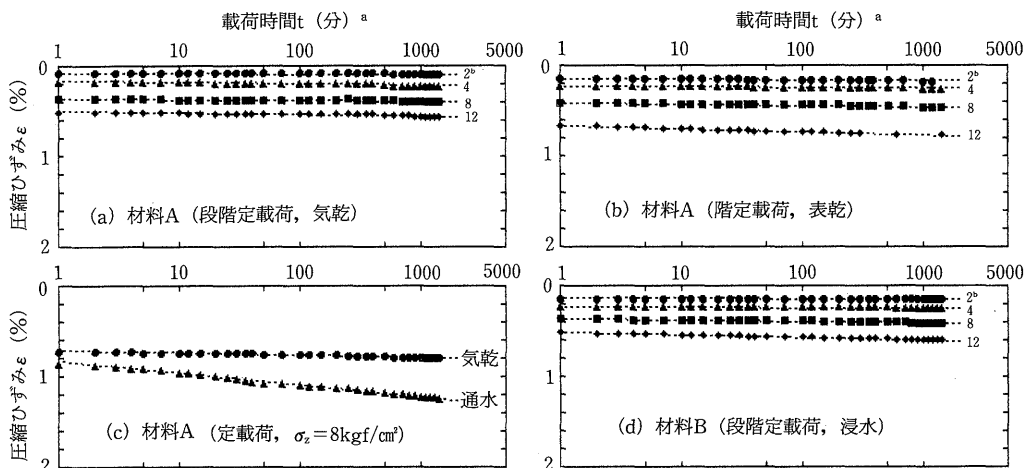 載荷時間t(分) a
載荷時間t(分) a
1 10 100 1000 5000
1 10 100 1000 5000
圧縮ひずみε (%)
0
1
2
2b
4
8
12
(a) 材料A(段階定載荷,気乾)
0
1
2
2b
4
8
12
(b) 材料A(階定載荷,表乾)
1 10 100 1000 5000
1 10 100 1000 5000
圧縮ひずみε (%)
0
1
2
気乾
通水
(c) 材料A (定載荷, σz=8kgf/cm²)
0
1
2
2b
4
8
12
(d) 材料B(段階定載荷,浸水)